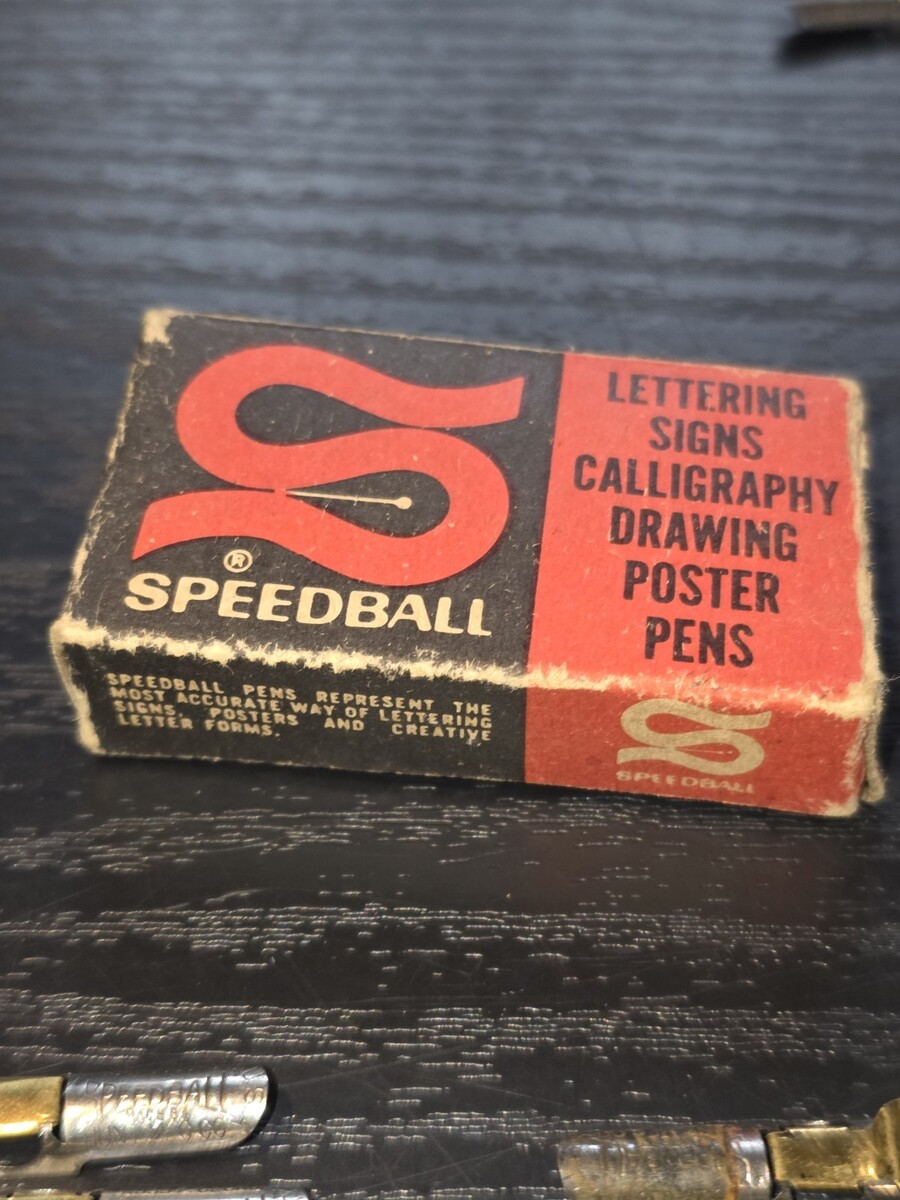 LETTERING
SIGNS
CALLIGRAPHY
DRAWING
POSTER
PENS
®
SPEEDBALL
SPEEDBALL PENS REPRESENT THE
MOST ACCURATE WAY OF LETTERING
SIGNS, POSTERS AND CREATIVE
LETTER FORMS.
SPEEDBALL
SPEEDBALL